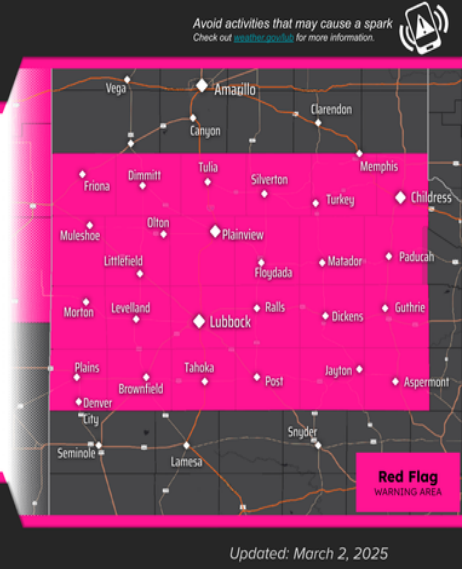 Avoid activities that may cause a spark
Check out weather.gov/lub for more information.
Vega
Amarillo
Clarendon
Canyon
Memphis
Tulia
Dimmitt
Silverton
Friona
Childress
Turkey
Olton
Muleshoe
Plainview
Littlefield
Matador
Paducah
Floydada
Morton
Levelland
Ralls
Guthrie
Dickens
Lubbock
Plains
Tahoka
Jayton
Post
Aspermont
Brownfield
Denver
City
Snyder
Seminole
Lamesa
Red Flag
WARNING AREA
Updated: March 2, 2025